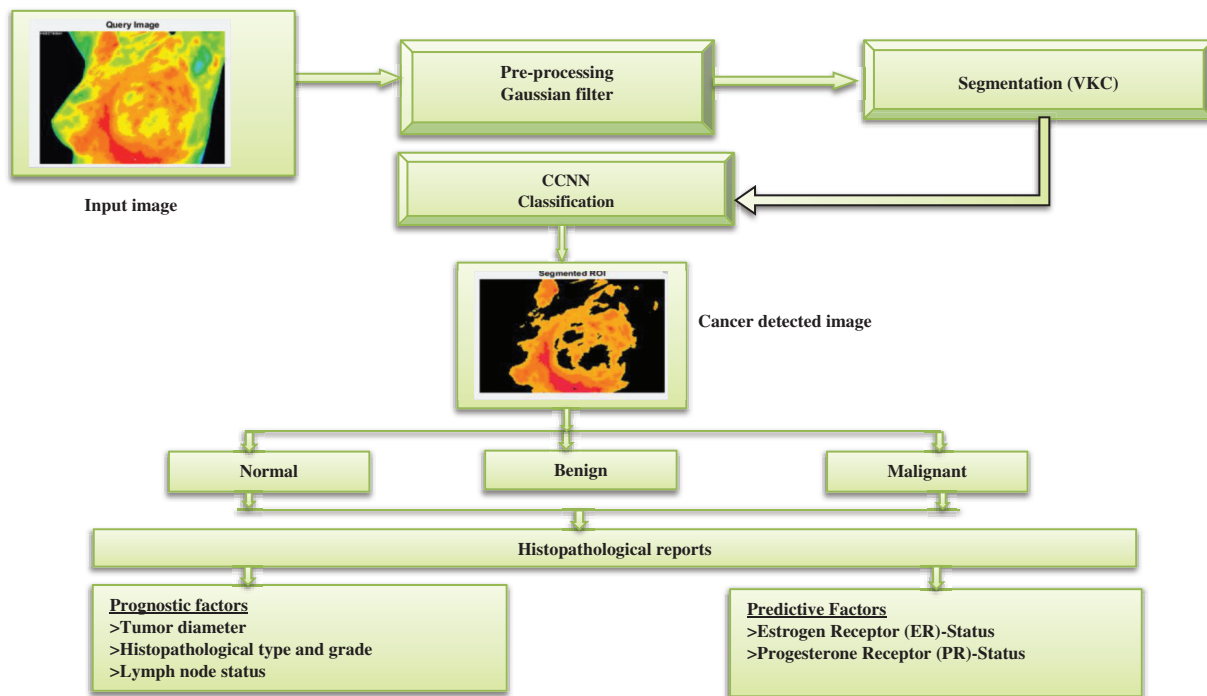 Query Image
Input image
Pre-processing
Gaussian filter
Segmentation (VKC)
CCNN
Classification
Segmented ROI
Cancer detected image
Normal
Benign
Malignant
Histopathological reports
Prognostic factors
>Tumor diameter
>Histopathological type and grade
>Lymph node status
Predictive Factors
>Estrogen Receptor (ER)-Status
>Progesterone Receptor (PR)-Status